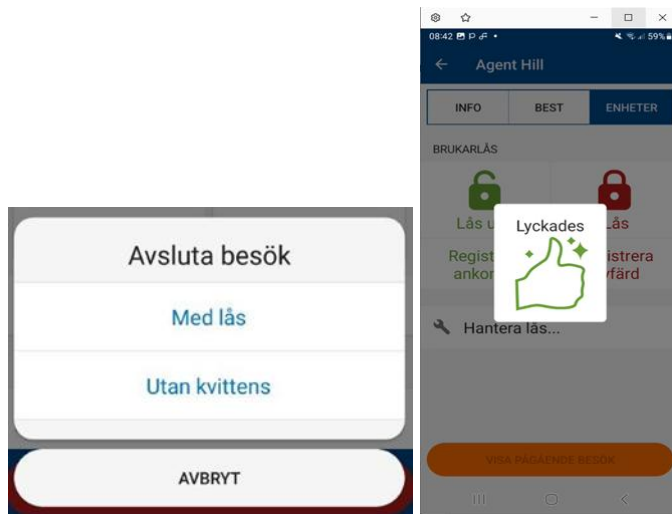 Avsluta besök
Med lås
Utan kvittens
AVBRYT
08:42
59%
Agent Hill
INFO BEST ENHETER
BRUKARLÅS
Lås Lås
Lyckades
Hantera lås...
VISA PÅGÅENDE BESÖK